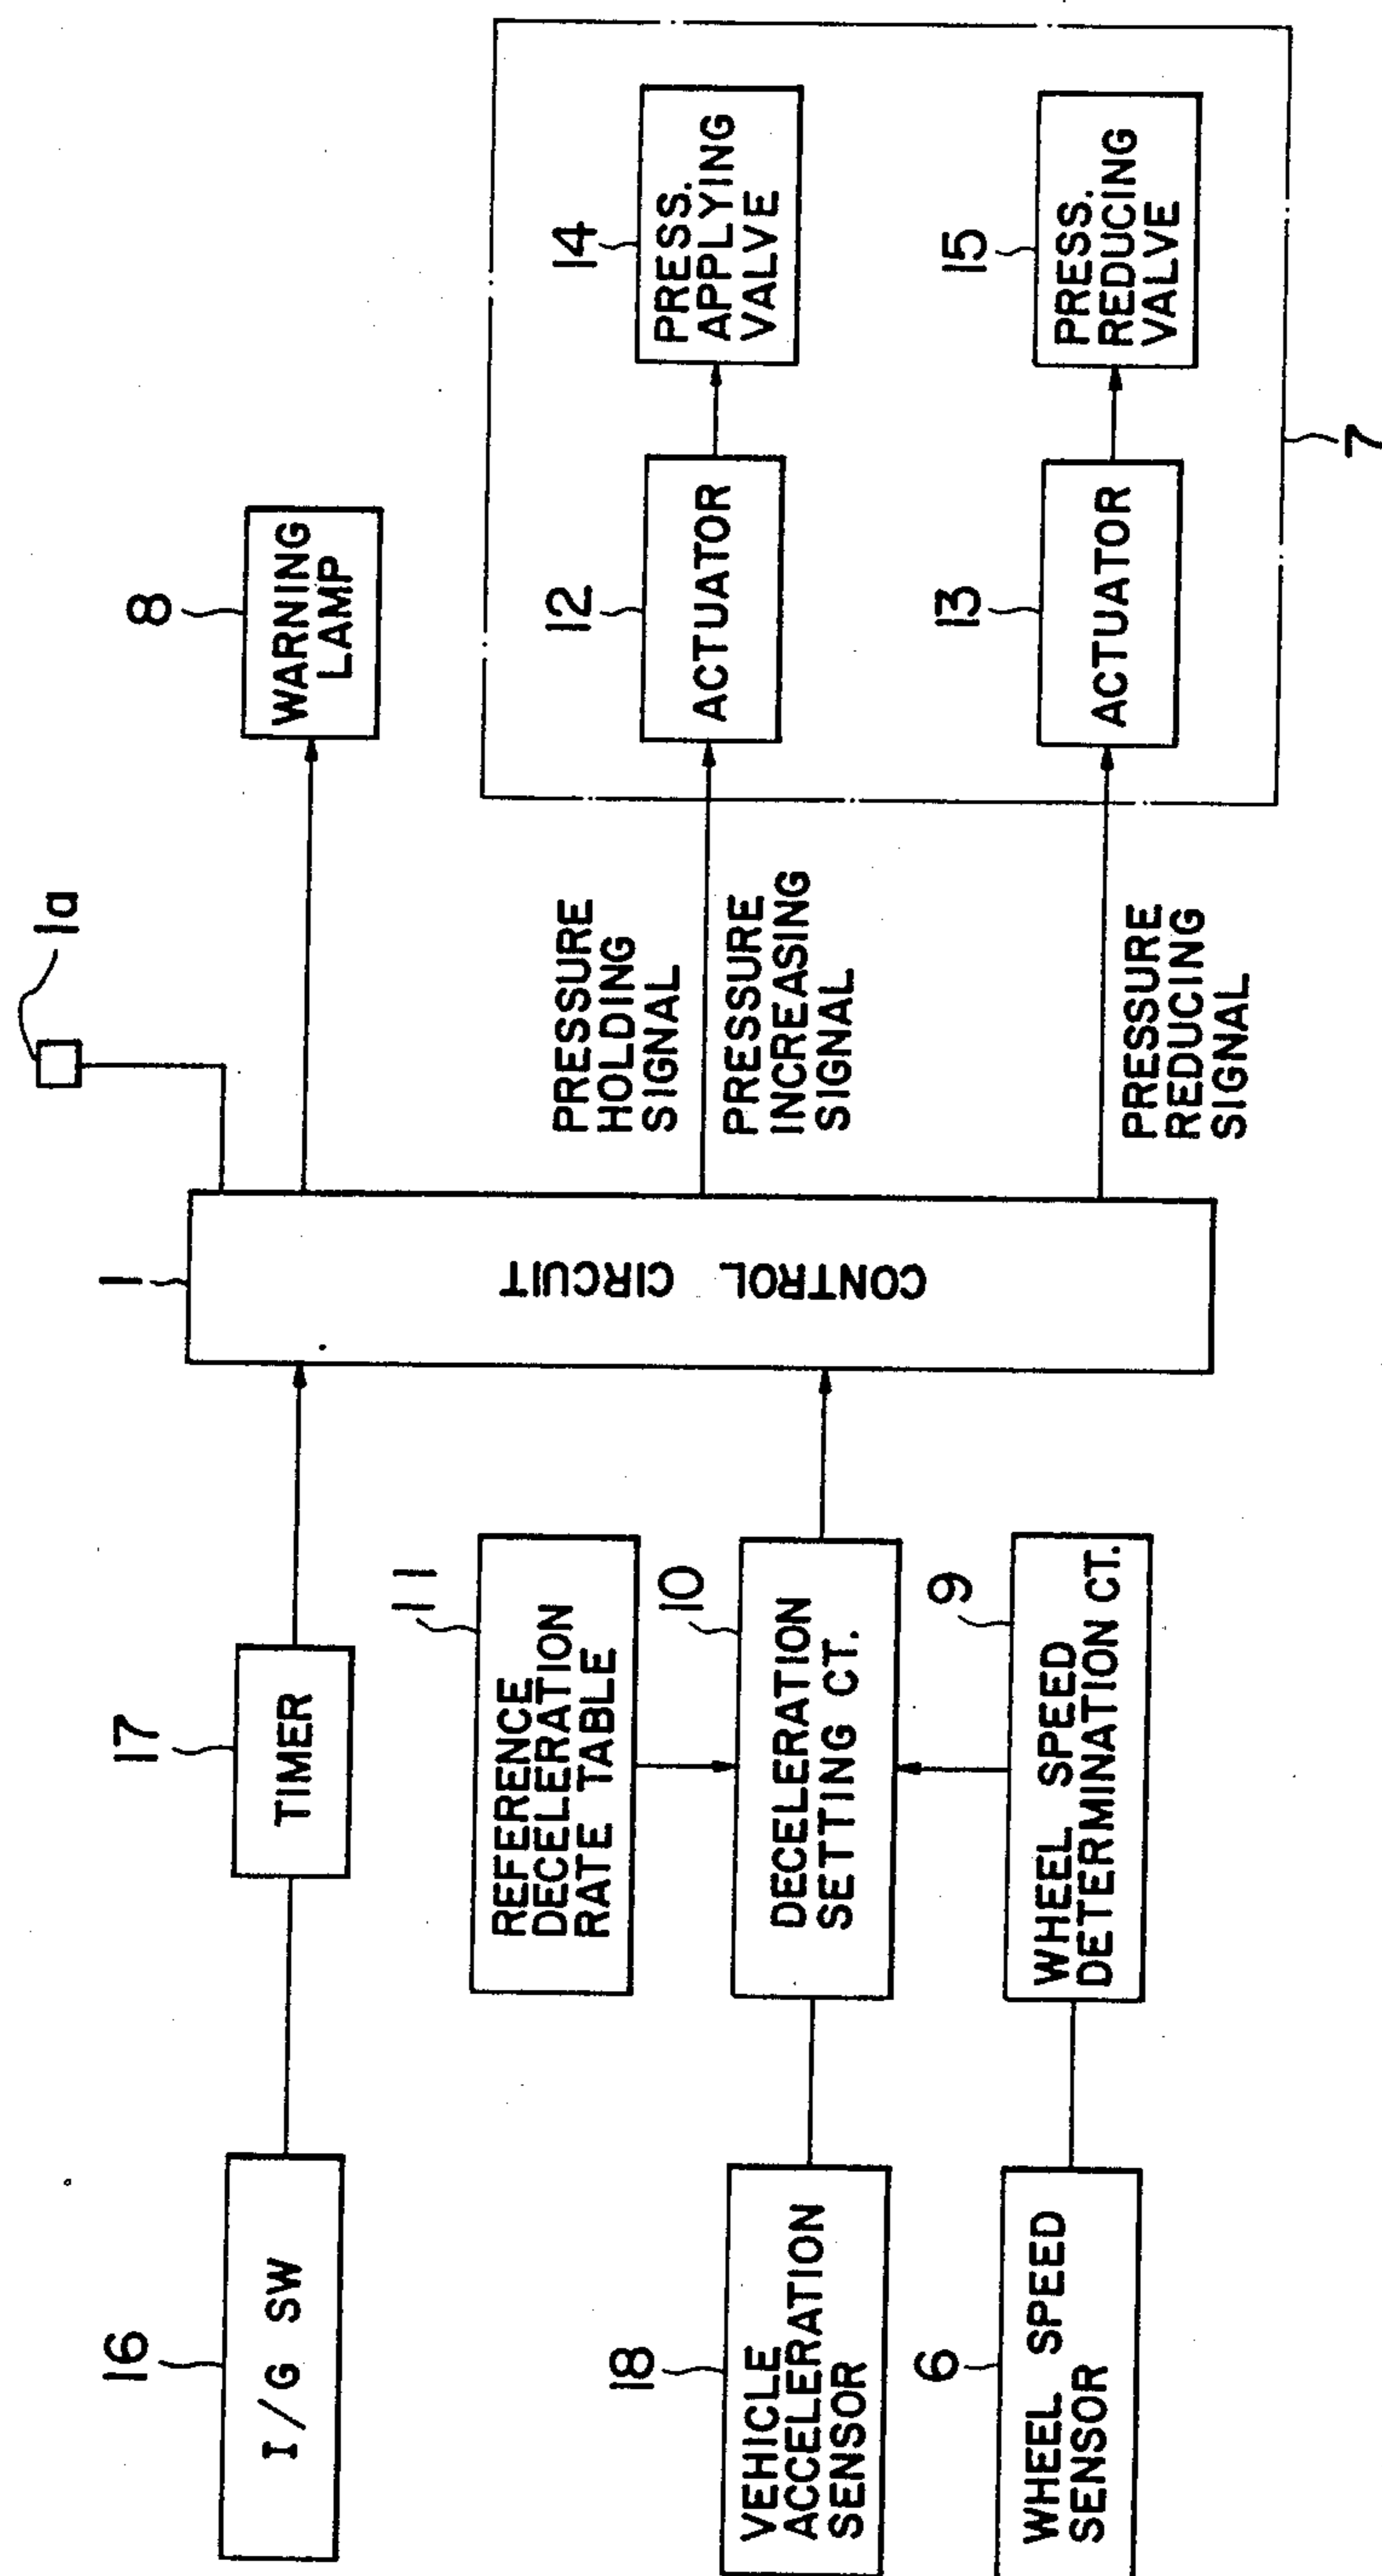 16
I/G SW
17
TIMER
1
CONTROL CIRCUIT
1a
8
WARNING
LAMP
11
REFERENCE
DECELERATION
RATE TABLE
18
VEHICLE
ACCELERATION
SENSOR
10
DECELERATION
SETTING CT.
6
WHEEL SPEED
SENSOR
9
WHEEL SPEED
DETERMINATION CT.
PRESSURE
HOLDING
SIGNAL
PRESSURE
INCREASING
SIGNAL
12
ACTUATOR
14
PRESS.
APPLYING
VALVE
PRESSURE
REDUCING
SIGNAL
13
ACTUATOR
15
PRESS.
REDUCING
VALVE
7